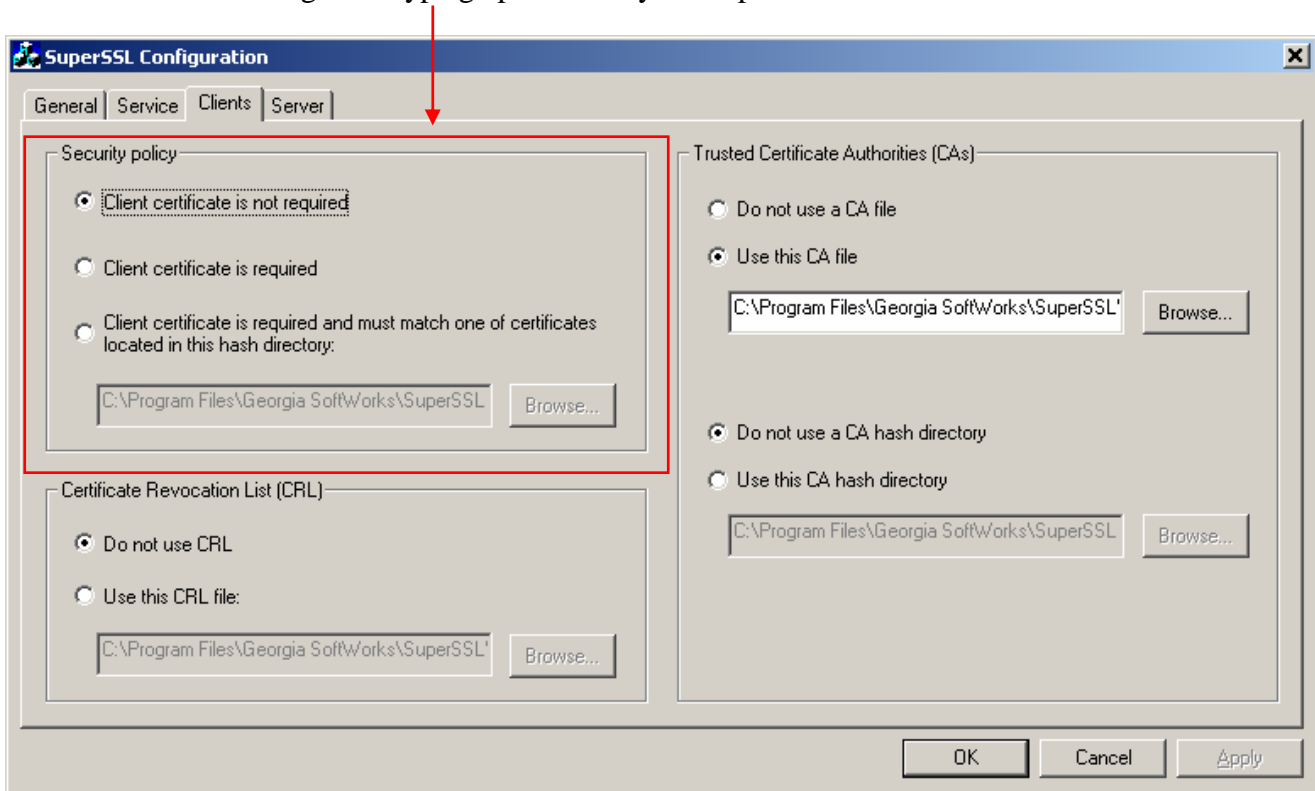 SuperSSL Configuration
General Service Clients Server
Security policy
Client certificate is not required
Client certificate is required
Client certificate is required and must match one of certificates
located in this hash directory:
C:\Program Files\Georgia SoftWorks\SuperSSL
Browse...
Certificate Revocation List (CRL)
Do not use CRL
Use this CRL file:
C:\Program Files\Georgia SoftWorks\SuperSSL'
Browse...
Trusted Certificate Authorities (CAs)
Do not use a CA file
Use this CA file
C:\Program Files\Georgia SoftWorks\SuperSSL'
Browse...
Do not use a CA hash directory
Use this CA hash directory
C:\Program Files\Georgia SoftWorks\SuperSSL
Browse...
OK Cancel Apply